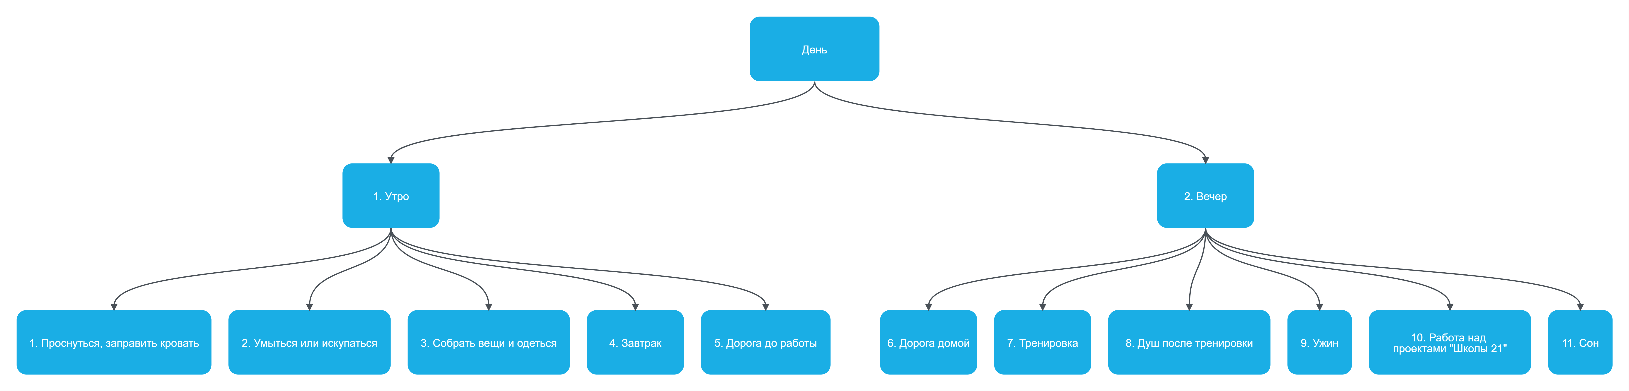 День
1. Утро
2. Вечер
1. Проснуться, заправить кровать
2. Умыться или искупаться
3. Собрать вещи и одеться
4. Завтрак
5. Дорога до работы
6. Дорога домой
7. Тренировка
8. Душ после тренировки
9. Ужин
10. Работа над
проектами "Школы 21"
11. Сон